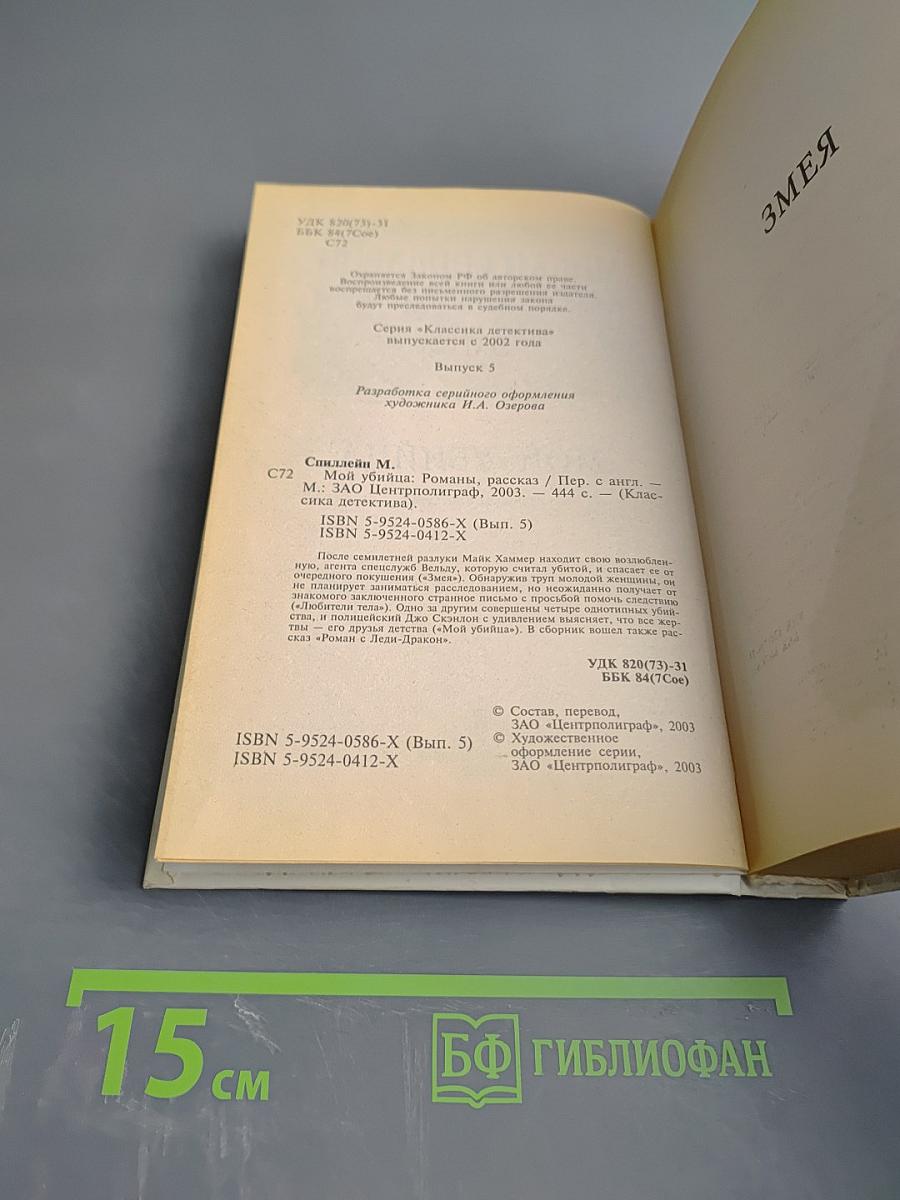 УДК 820(73)-31
ББК 84(7Сое)
С72
Охраняется Законом РФ об авторском праве.
Воспроизведение всей книги или любой ее части
воспрещается без письменного разрешения издателя.
Любые попытки нарушения закона
будут преследоваться в судебном порядке.
Серия «Классика детектива»
выпускается с 2002 года
Выпуск 5
Разработка серийного оформления
художника И.А. Озерова
Спиллейн М.
С72 Мой убийца: Романы, рассказ / Пер. с англ. —
М.: ЗАО Центрполиграф, 2003. — 444 с. — (Клас-
сика детектива).
ISBN 5-9524-0586-X (Вып. 5)
ISBN 5-9524-0412-X
После семилетней разлуки Майк Хаммер находит свою возлюблен-
ную, агента спецслужб Вельду, которую считал убитой, и спасает ее от
очередного покушения («Змея»). Обнаружив труп молодой женщины, он
не планирует заниматься расследованием, но неожиданно получает от
знакомого заключенного странное письмо с просьбой помочь следствию
(«Любители тела»). Одно за другим совершены четыре однотипных убий-
ства, и полицейский Джо Скэнлон с удивлением выясняет, что все жер-
твы — его друзья детства («Мой убийца»). В сборник вошел также рас-
сказ «Роман с Леди-Дракон».
УДК 820(73)-31
ББК 84(7Сое)
© Состав, перевод,
ЗАО «Центрполиграф», 2003
© Художественное
оформление серии,
ЗАО «Центрполиграф», 2003
ISBN 5-9524-0586-X (Вып. 5)
ISBN 5-9524-0412-X
ЗМЕЯ
15 см
БФ ГИБЛИОФАН